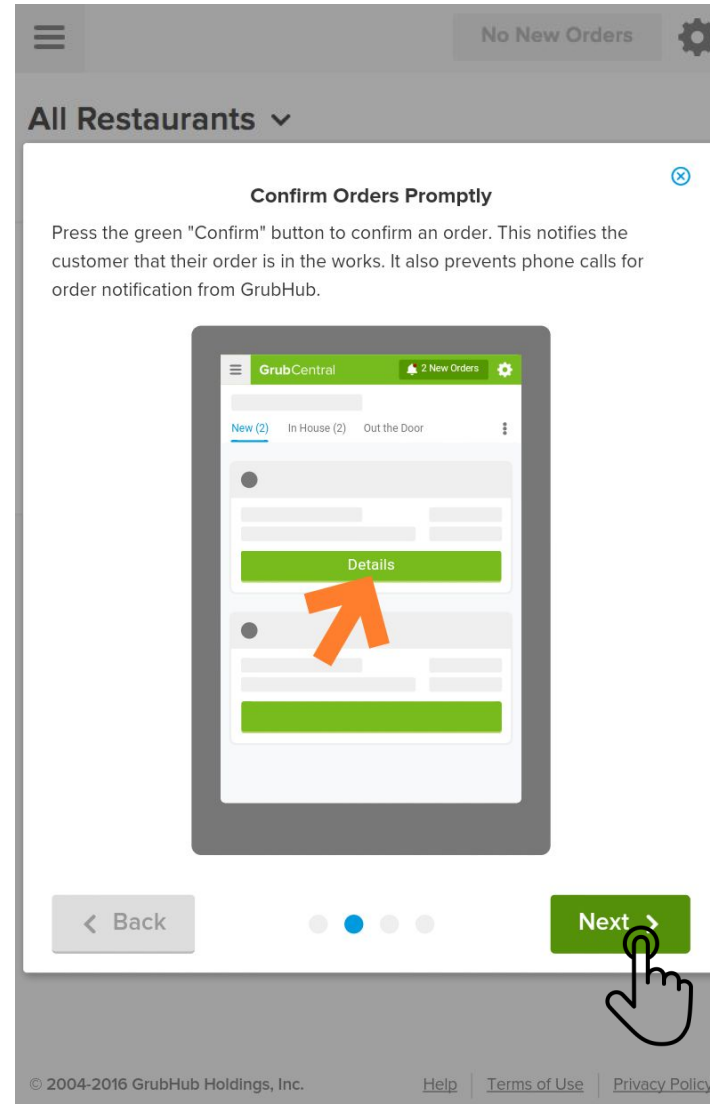 No New Orders
All Restaurants
Confirm Orders Promptly
Press the green "Confirm" button to confirm an order. This notifies the
customer that their order is in the works. It also prevents phone calls for
order notification from GrubHub.
GrubCentral 2 New Orders
New (2) In House (2) Out the Door
Details
Back Next
© 2004-2016 GrubHub Holdings, Inc. Help Terms of Use Privacy Policy